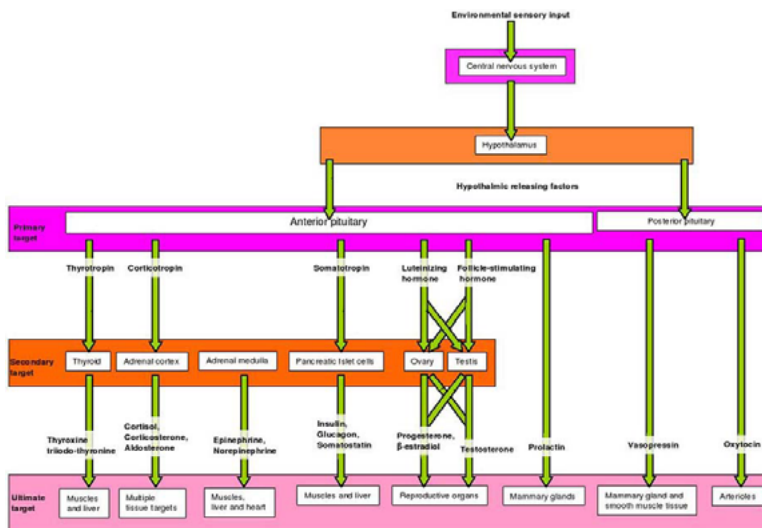 Environmental sensory input
Central nervous system
Hypothalamus
Hypothalmic releasing factors
Primary
target
Anterior pituitary
Posterior pituitary
Thyrotropin
Corticotropin
Somatotropin
Luteinizing
hormone
Follicle-stimulating
hormone
Secondary
target
Thyroid
Adrenal cortex
Adrenal medulla
Pancreatic Islet cells
Ovary
Testis
Thyroxine
triiodo-thyronine
Cortisol,
Corticosterone,
Aldosterone
Epinephrine,
Norepinephrine
Insulin,
Glucagon,
Somatostatin
Progesterone,
β-estradiol
Testosterone
Prolactin
Vasopressin
Oxytocin
Ultimate
target
Muscles
and liver
Multiple
tissue targets
Muscles,
liver and heart
Muscles and liver
Reproductive organs
Mammary glands
Mammary gland and
smooth muscle tissue
Arterioles